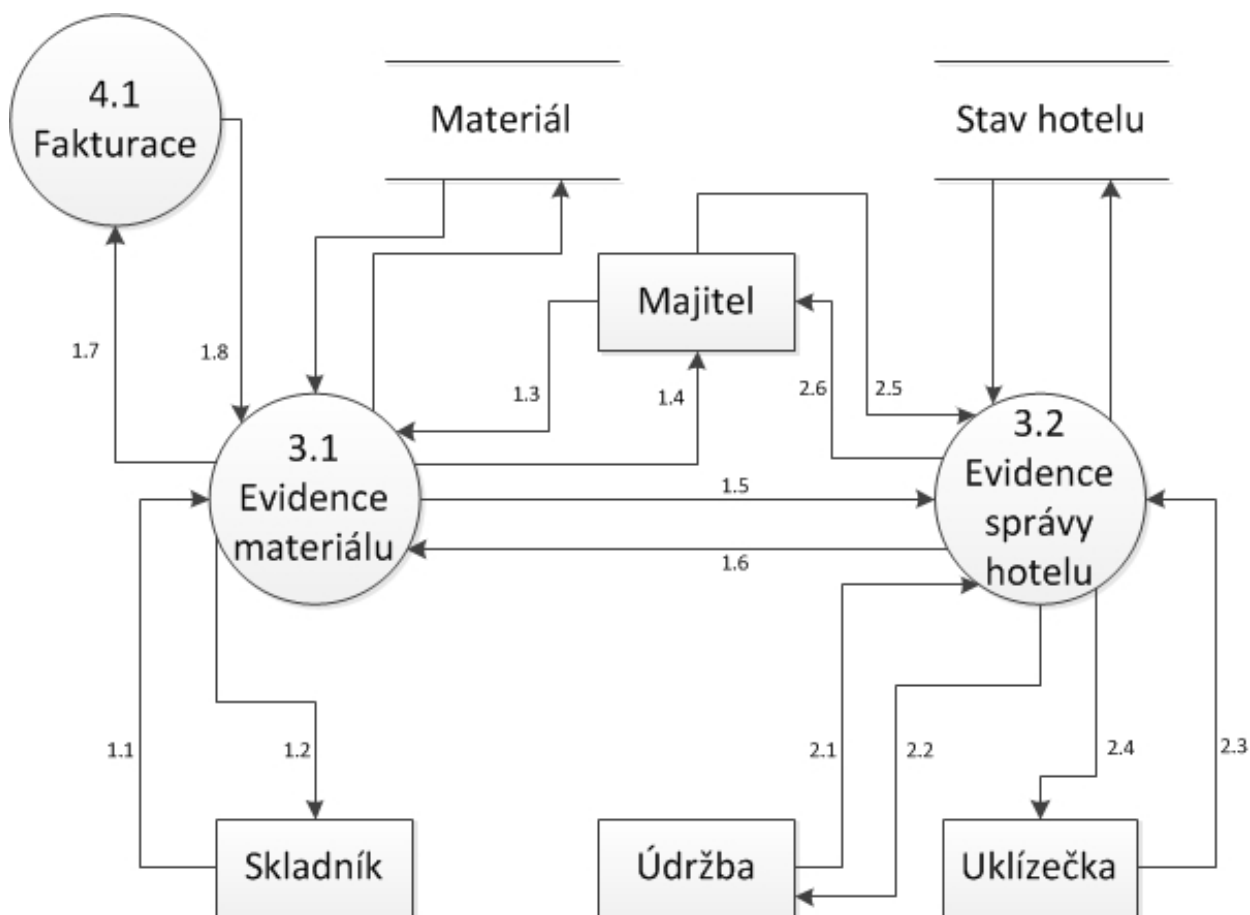 4.1
Fakturace
Materiál
Stav hotelu
Majitel
1.7
1.8
1.3
1.4
2.6
2.5
3.1
Evidence
materiálu
3.2
Evidence
správy
hotelu
1.5
1.6
1.1
1.2
2.1
2.2
2.4
2.3
Skladník
Údržba
Uklízečka